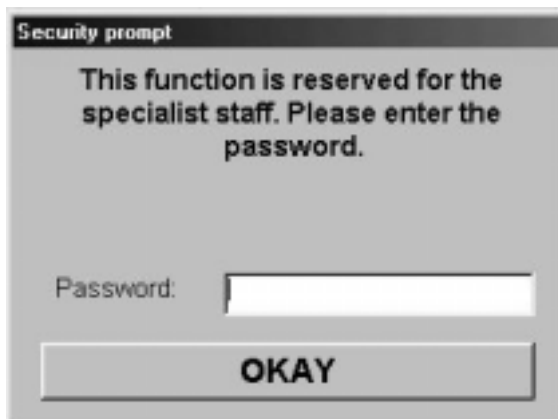 Security prompt
This function is reserved for the
specialist staff. Please enter the
password.
Password:
OKAY